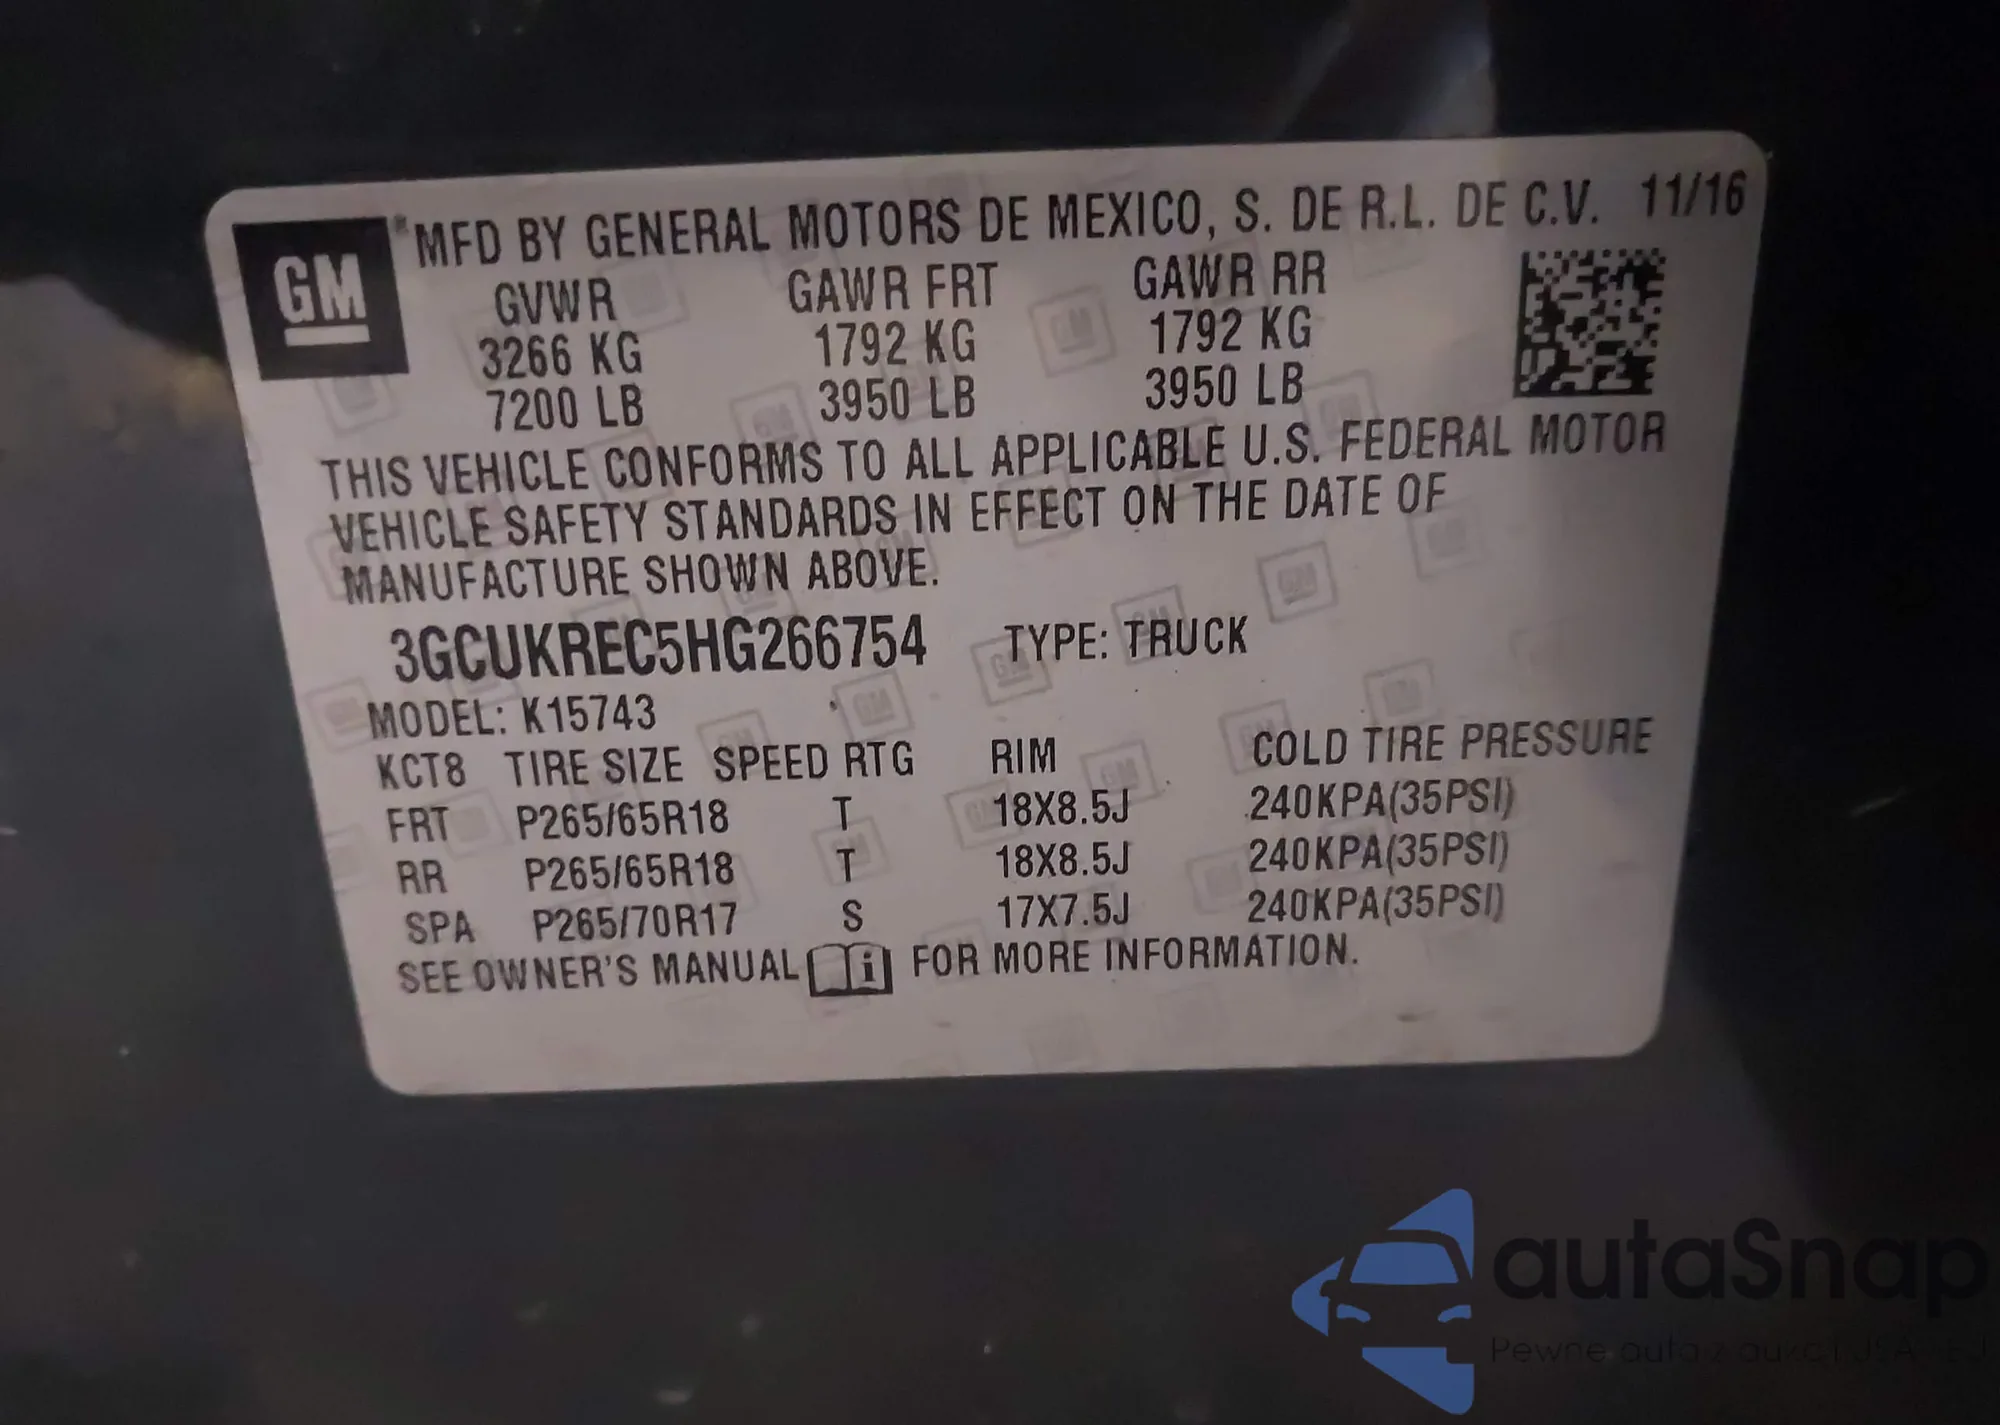 GM
MFD BY GENERAL MOTORS DE MEXICO, S. DE R.L. DE C.V. 11/16
GVWR GAWR FRT GAWR RR
3266 KG 1792 KG 1792 KG
7200 LB 3950 LB 3950 LB
THIS VEHICLE CONFORMS TO ALL APPLICABLE U.S. FEDERAL MOTOR
VEHICLE SAFETY STANDARDS IN EFFECT ON THE DATE OF
MANUFACTURE SHOWN ABOVE.
3GCUKREC5HG266754 TYPE: TRUCK
MODEL: K15743
KCT8 TIRE SIZE SPEED RTG RIM COLD TIRE PRESSURE
FRT P265/65R18 T 18X8.5J 240KPA(35PSI)
RR P265/65R18 T 18X8.5J 240KPA(35PSI)
SPA P265/70R17 S 17X7.5J 240KPA(35PSI)
SEE OWNER'S MANUAL FOR MORE INFORMATION.
autaSnap
Pewne auto z aukcji